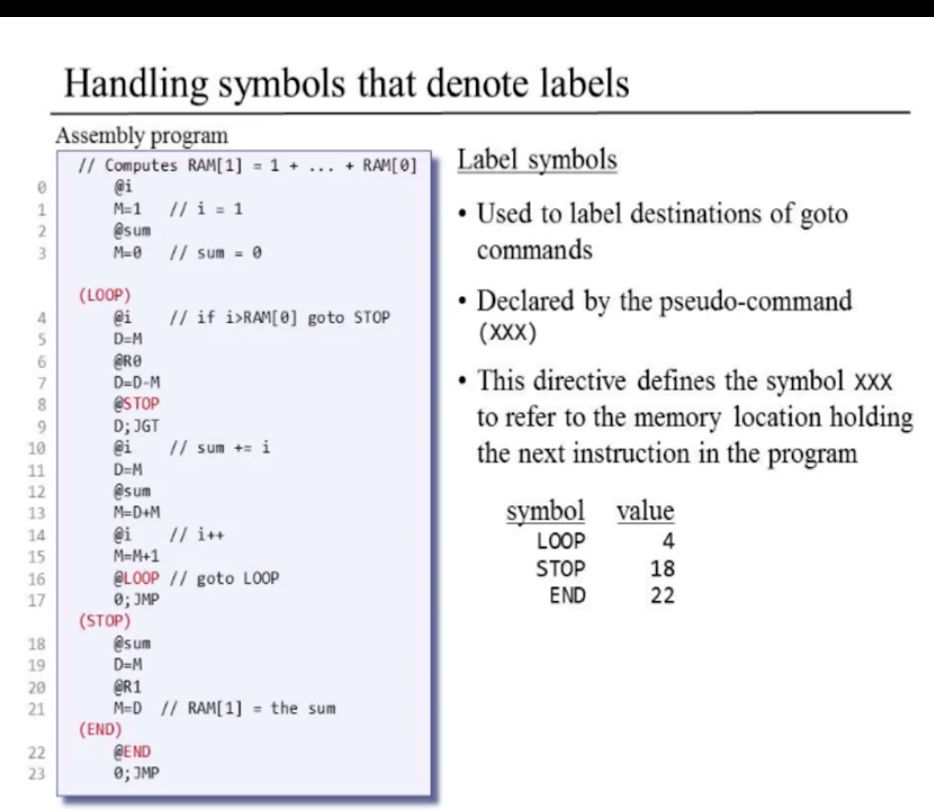 Handling symbols that denote labels
Assembly program
// Computes RAM[1] = 1 + ... + RAM[0]
0 @i
1 M=1 // i = 1
2 @sum
3 M=0 // sum = 0
(LOOP)
4 @i // if i>RAM[0] goto STOP
5 D=M
6 @R0
7 D=D-M
8 @STOP
9 D;JGT
10 @i // sum += i
11 D=M
12 @sum
13 M=D+M
14 @i // i++
15 M=M+1
16 @LOOP // goto LOOP
17 0;JMP
(STOP)
18 @sum
19 D=M
20 @R1
21 M=D // RAM[1] = the sum
(END)
22 @END
23 0;JMP
Label symbols
• Used to label destinations of goto
commands
• Declared by the pseudo-command
(XXX)
• This directive defines the symbol XXX
to refer to the memory location holding
the next instruction in the program
symbol value
LOOP 4
STOP 18
END 22